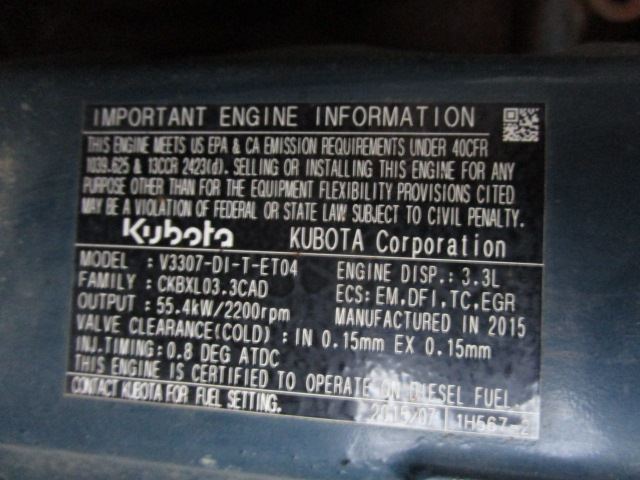 IMPORTANT ENGINE INFORMATION
THIS ENGINE MEETS US EPA & CA EMISSION REQUIREMENTS UNDER 40CFR
1039.625 & 13CCR 2423(d). SELLING OR INSTALLING THIS ENGINE FOR ANY
PURPOSE OTHER THAN FOR THE EQUIPMENT FLEXIBILITY PROVISIONS CITED
MAY BE A VIOLATION OF FEDERAL OR STATE LAW SUBJECT TO CIVIL PENALTY.
Kubota KUBOTA Corporation
MODEL : V3307-DI-T-ET04 ENGINE DISP.: 3.3L
FAMILY : CKBXL03.3CAD ECS: EM,DFI,TC,EGR
OUTPUT : 55.4kW/2200rpm MANUFACTURED IN 2015
VALVE CLEARANCE(COLD) : IN 0.15mm EX 0.15mm
INJ.TIMING: 0.8 DEG ATDC
THIS ENGINE IS CERTIFIED TO OPERATE ON DIESEL FUEL.
CONTACT KUBOTA FOR FUEL SETTING. 2015/07 1H567-2